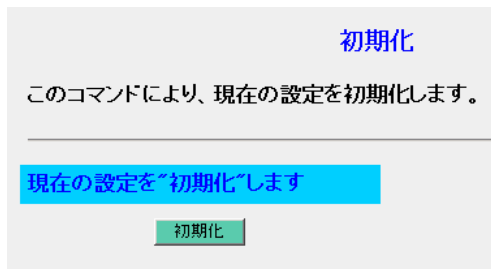 初期化
このコマンドにより、現在の設定を初期化します。
現在の設定を"初期化"します
初期化